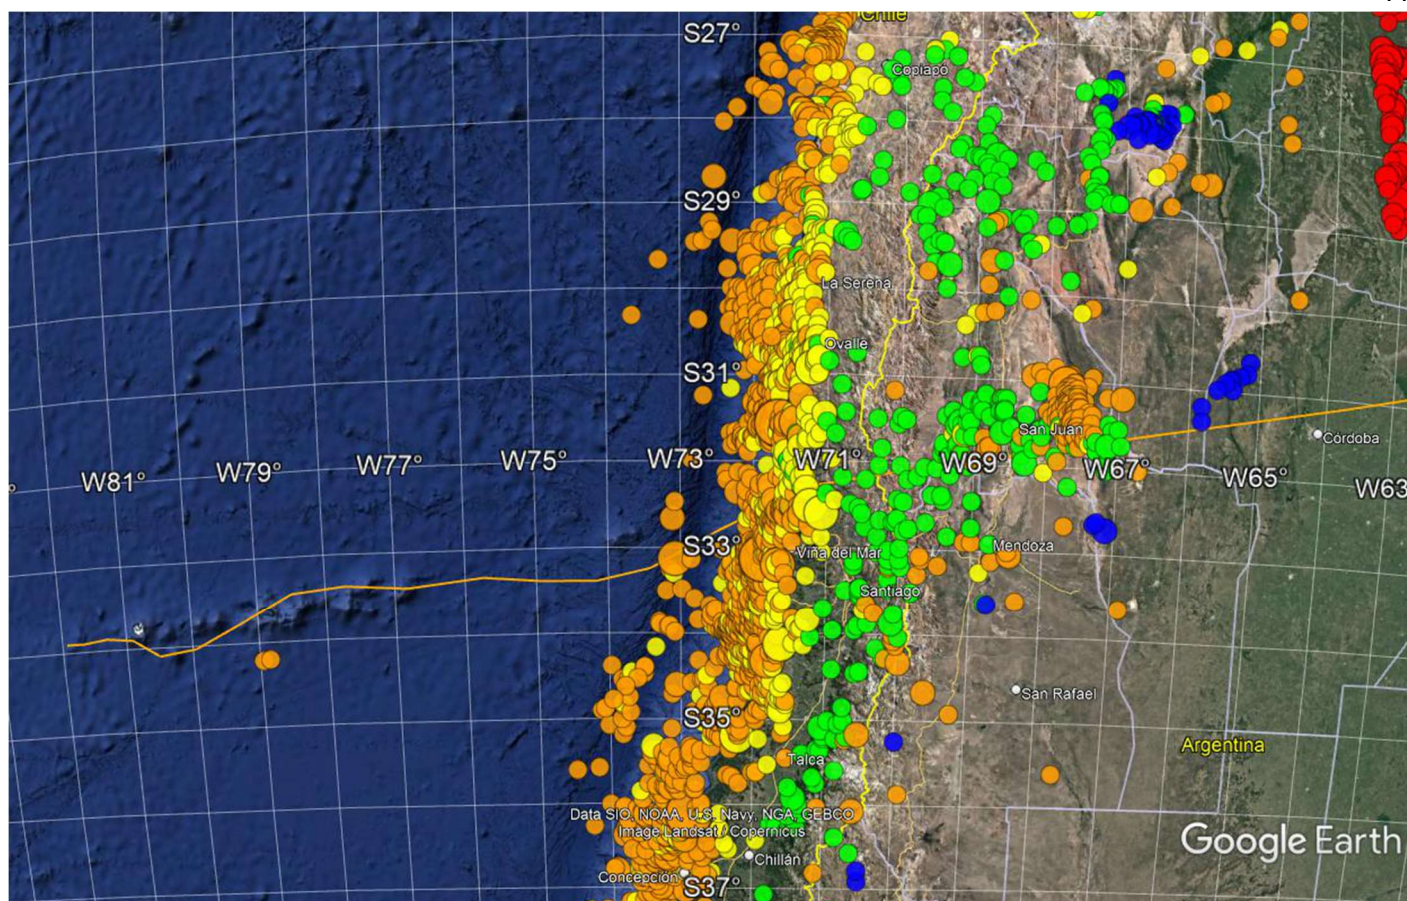 Chile
S27°
Copiapó
S29°
La Serena
Ovalle
S31°
San Juan
Córdoba
W81°
W79°
W77°
W75°
W73°
W71°
W69°
W67°
W65°
W63
S33°
Viña del Mar
Mendoza
Santiago
San Rafael
S35°
Argentina
Talca
Data SIO, NOAA, U.S. Navy, NGA, GEBCO
Image Landsat / Copernicus
Google Earth
Chillán
Concepción
S37°